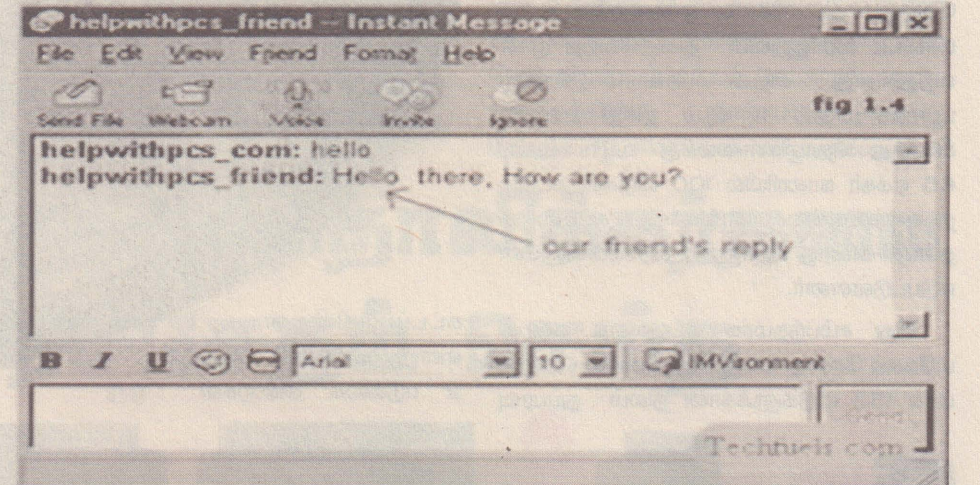 helpwithpcs_friend -- Instant Message
File Edit View Friend Format Help
Send File Webcam Voice Invite Ignore
fig 1.4
helpwithpcs_com: hello
helpwithpcs_friend: Hello there, How are you?
our friend's reply
B I U Arial 10 IMVironment
Send
Techtuels com